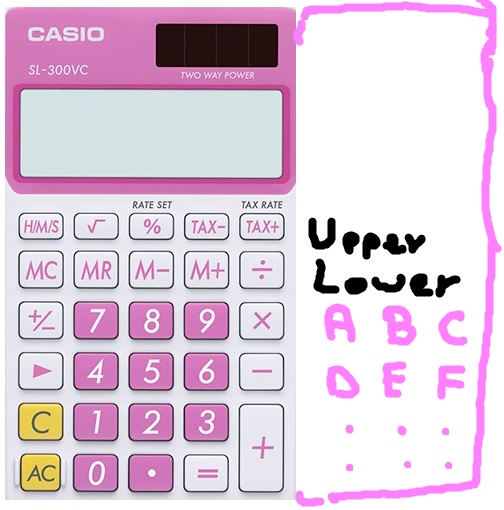 CASIO
SL-300VC
TWO WAY POWER
RATE SET TAX RATE
H/M/S √ % TAX− TAX+
MC MR M− M+ ÷
+/− 7 8 9 ×
▶ 4 5 6 −
C 1 2 3 +
AC 0 · =
Upper
Lower
A B C
D E F
. . .
. . .